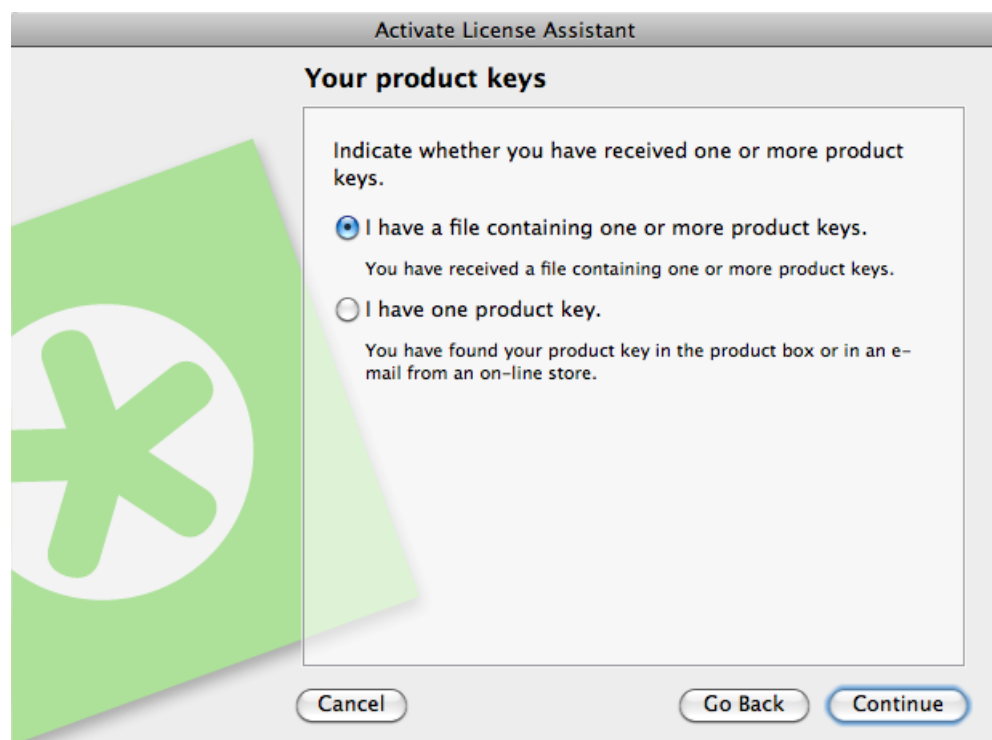 Activate License Assistant
Your product keys
Indicate whether you have received one or more product
keys.
I have a file containing one or more product keys.
You have received a file containing one or more product keys.
I have one product key.
You have found your product key in the product box or in an e-
mail from an on-line store.
Cancel
Go Back
Continue